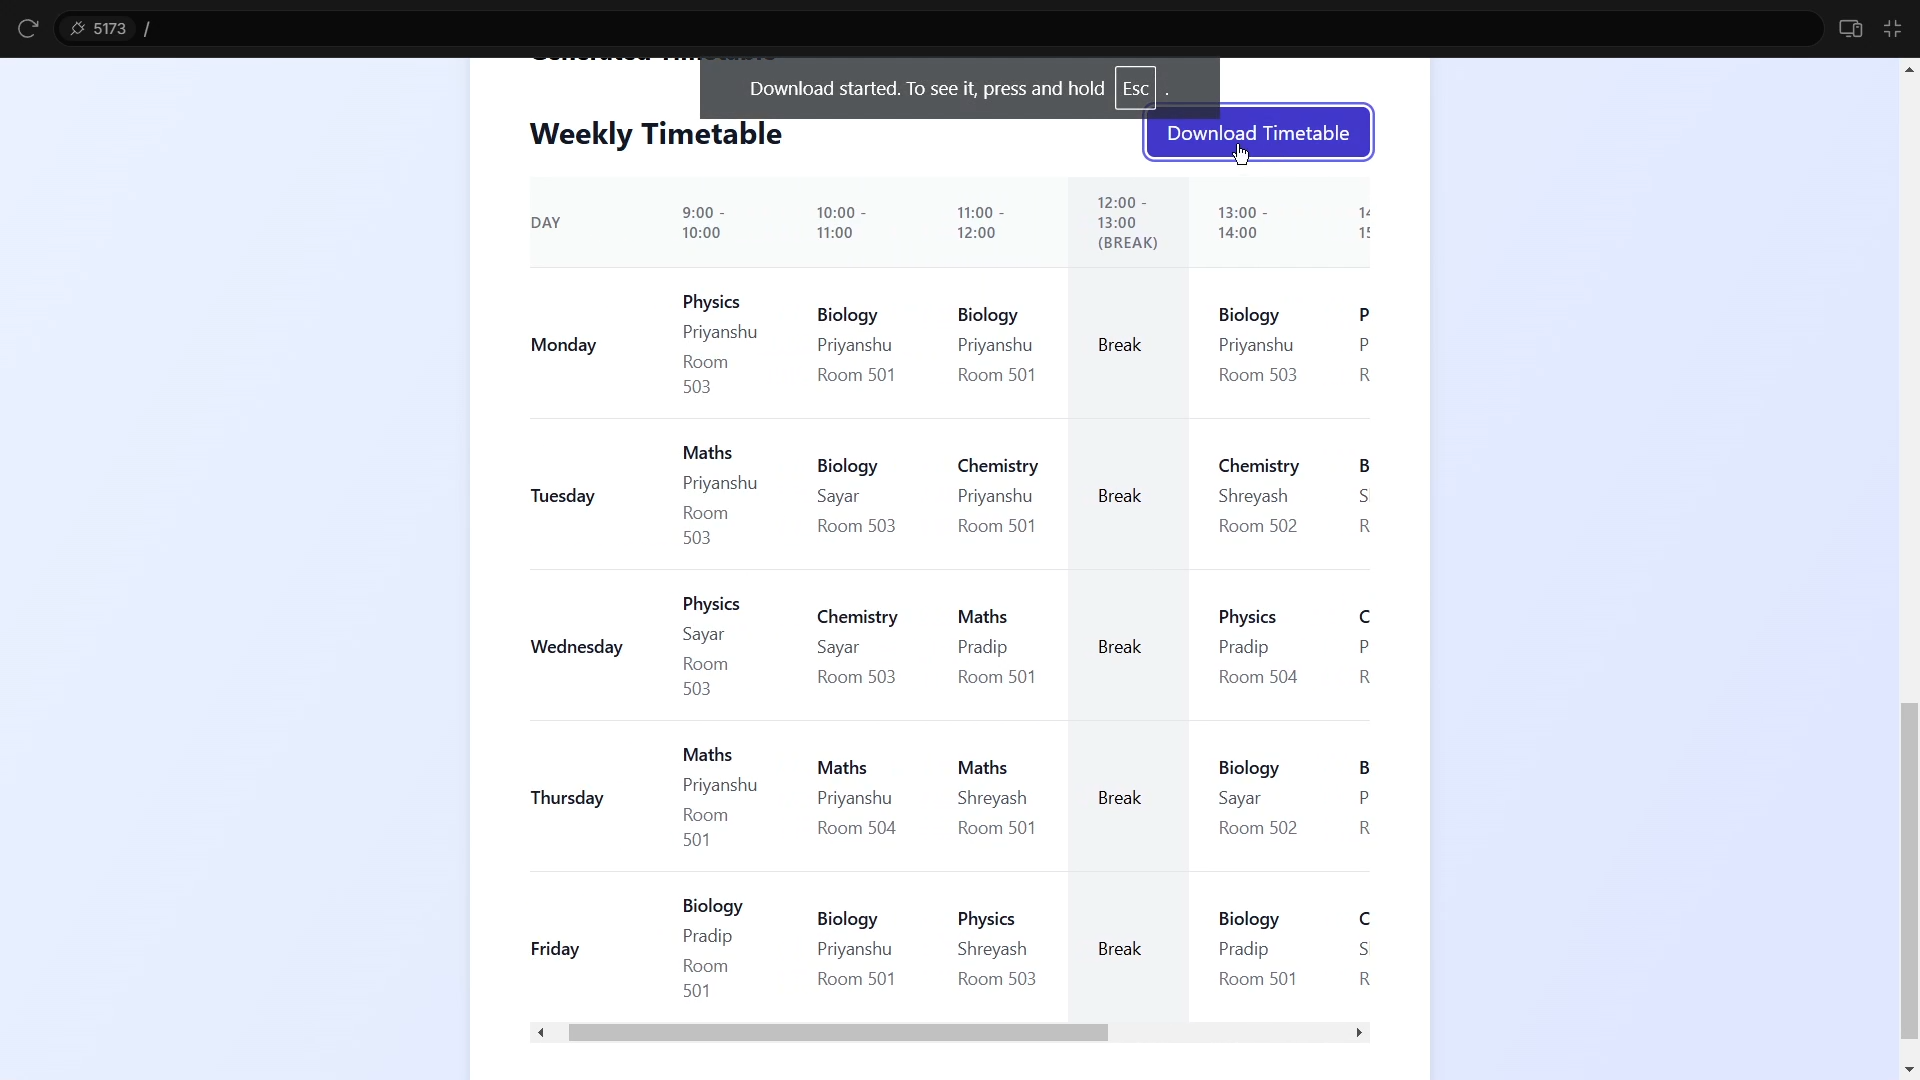 5173 /
Generated Timetable
Download started. To see it, press and hold Esc .
Weekly Timetable
Download Timetable
DAY
9:00 -
10:00
10:00 -
11:00
11:00 -
12:00
12:00 -
13:00
(BREAK)
13:00 -
14:00
14
15
Monday
Physics
Priyanshu
Room
503
Biology
Priyanshu
Room 501
Biology
Priyanshu
Room 501
Break
Biology
Priyanshu
Room 503
P
P
R
Tuesday
Maths
Priyanshu
Room
503
Biology
Sayar
Room 503
Chemistry
Priyanshu
Room 501
Break
Chemistry
Shreyash
Room 502
B
S
R
Wednesday
Physics
Sayar
Room
503
Chemistry
Sayar
Room 503
Maths
Pradip
Room 501
Break
Physics
Pradip
Room 504
C
P
R
Thursday
Maths
Priyanshu
Room
501
Maths
Priyanshu
Room 504
Maths
Shreyash
Room 501
Break
Biology
Sayar
Room 502
B
P
R
Friday
Biology
Pradip
Room
501
Biology
Priyanshu
Room 501
Physics
Shreyash
Room 503
Break
Biology
Pradip
Room 501
C
S
R